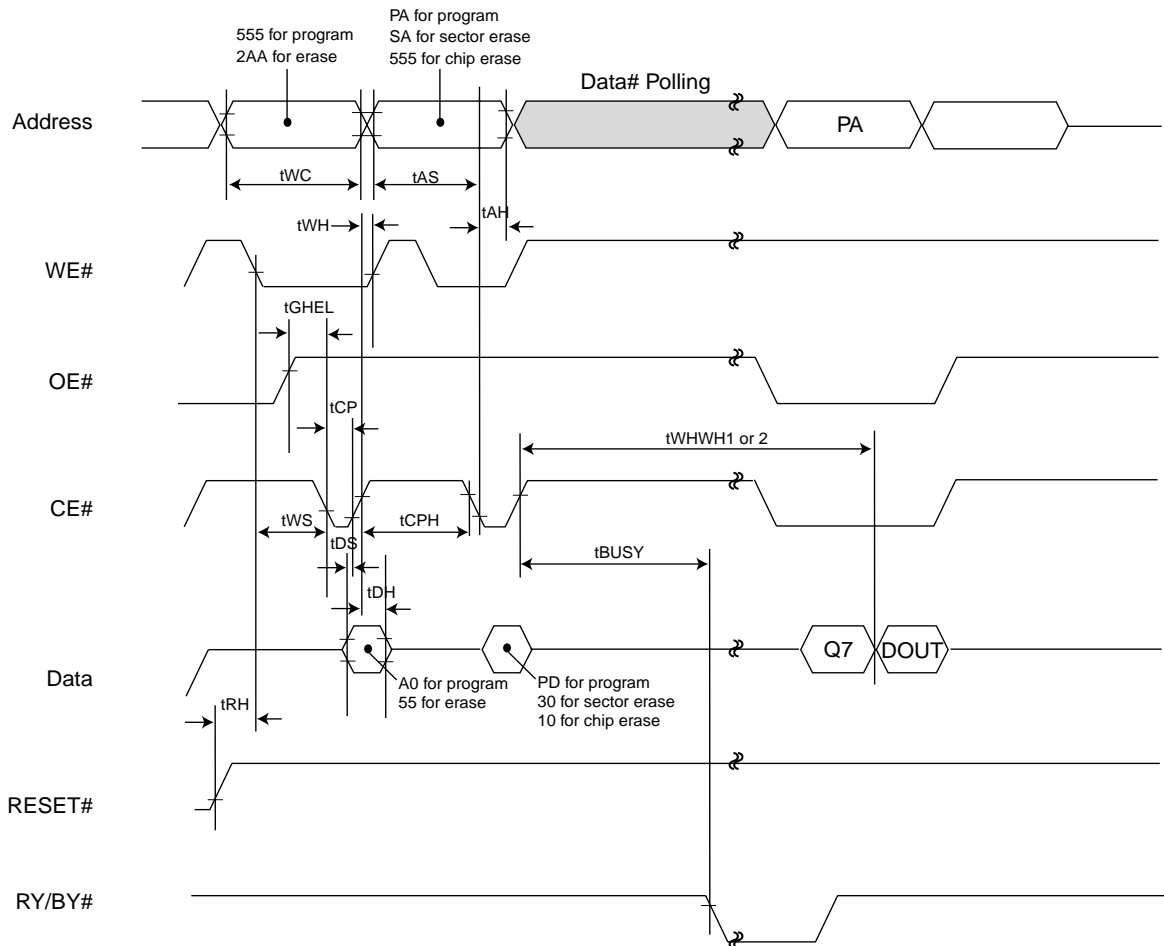 PA for program
SA for sector erase
555 for chip erase
555 for program
2AA for erase
Data# Polling
Address
PA
tWC
tAS
tAH
tWH
WE#
tGHEL
OE#
tCP
tWHWH1 or 2
CE#
tWS
tCPH
tDS
tBUSY
tDH
Q7
DOUT
Data
A0 for program
55 for erase
PD for program
30 for sector erase
10 for chip erase
tRH
RESET#
RY/BY#